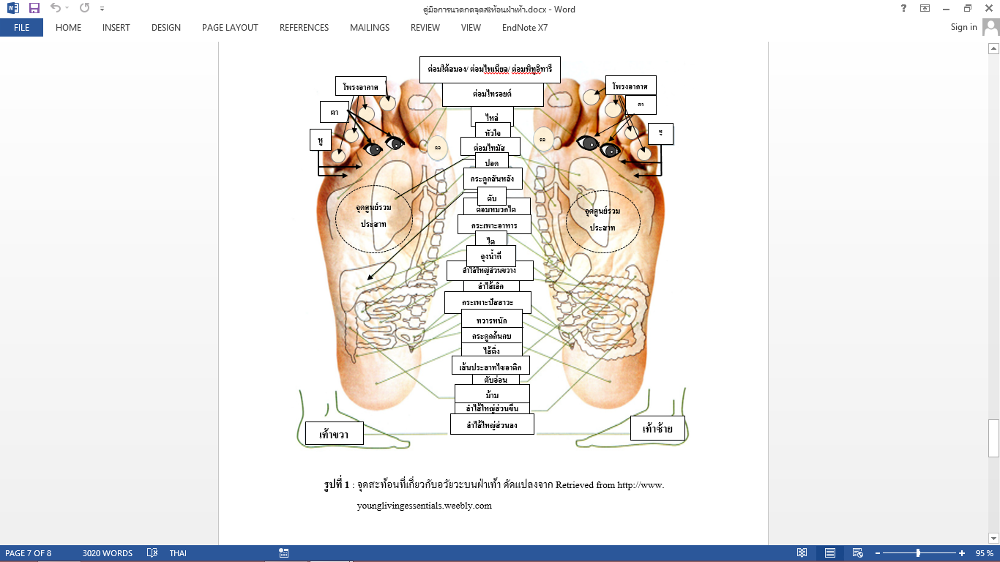 คู่มือการนวดกดจุดสะท้อนฝ่าเท้า.docx - Word
FILE
HOME
INSERT
DESIGN
PAGE LAYOUT
REFERENCES
MAILINGS
REVIEW
VIEW
EndNote X7
Sign in
ต่อมใต้สมอง/ ต่อมไพเนียล/ ต่อมพิทูอิทารี่
โพรงอากาศ
โพรงอากาศ
ต่อมไทรอยด์
ตา
ตา
ไหล่
หู
หู
หัวใจ
คอ
คอ
ต่อมไทมัส
ปอด
กระดูกสันหลัง
ตับ
จุดศูนย์รวม
ประสาท
จุดศูนย์รวม
ประสาท
ต่อมหมวกไต
กระเพาะอาหาร
ไต
ถุงน้ำดี
ลำไส้ใหญ่ส่วนขวาง
ลำไส้เล็ก
กระเพาะปัสสาวะ
ทวารหนัก
กระดูกก้นกบ
ไส้ติ่ง
เส้นประสาทไซอาติก
ตับอ่อน
ม้าม
ลำไส้ใหญ่ส่วนขึ้น
ลำไส้ใหญ่ส่วนลง
เท้าขวา
เท้าซ้าย
รูปที่ 1 : จุดสะท้อนที่เกี่ยวกับอวัยวะบนฝ่าเท้า ดัดแปลงจาก Retrieved from http://www.
younglivingessentials.weebly.com
PAGE 7 OF 8
3020 WORDS
THAI
95 %